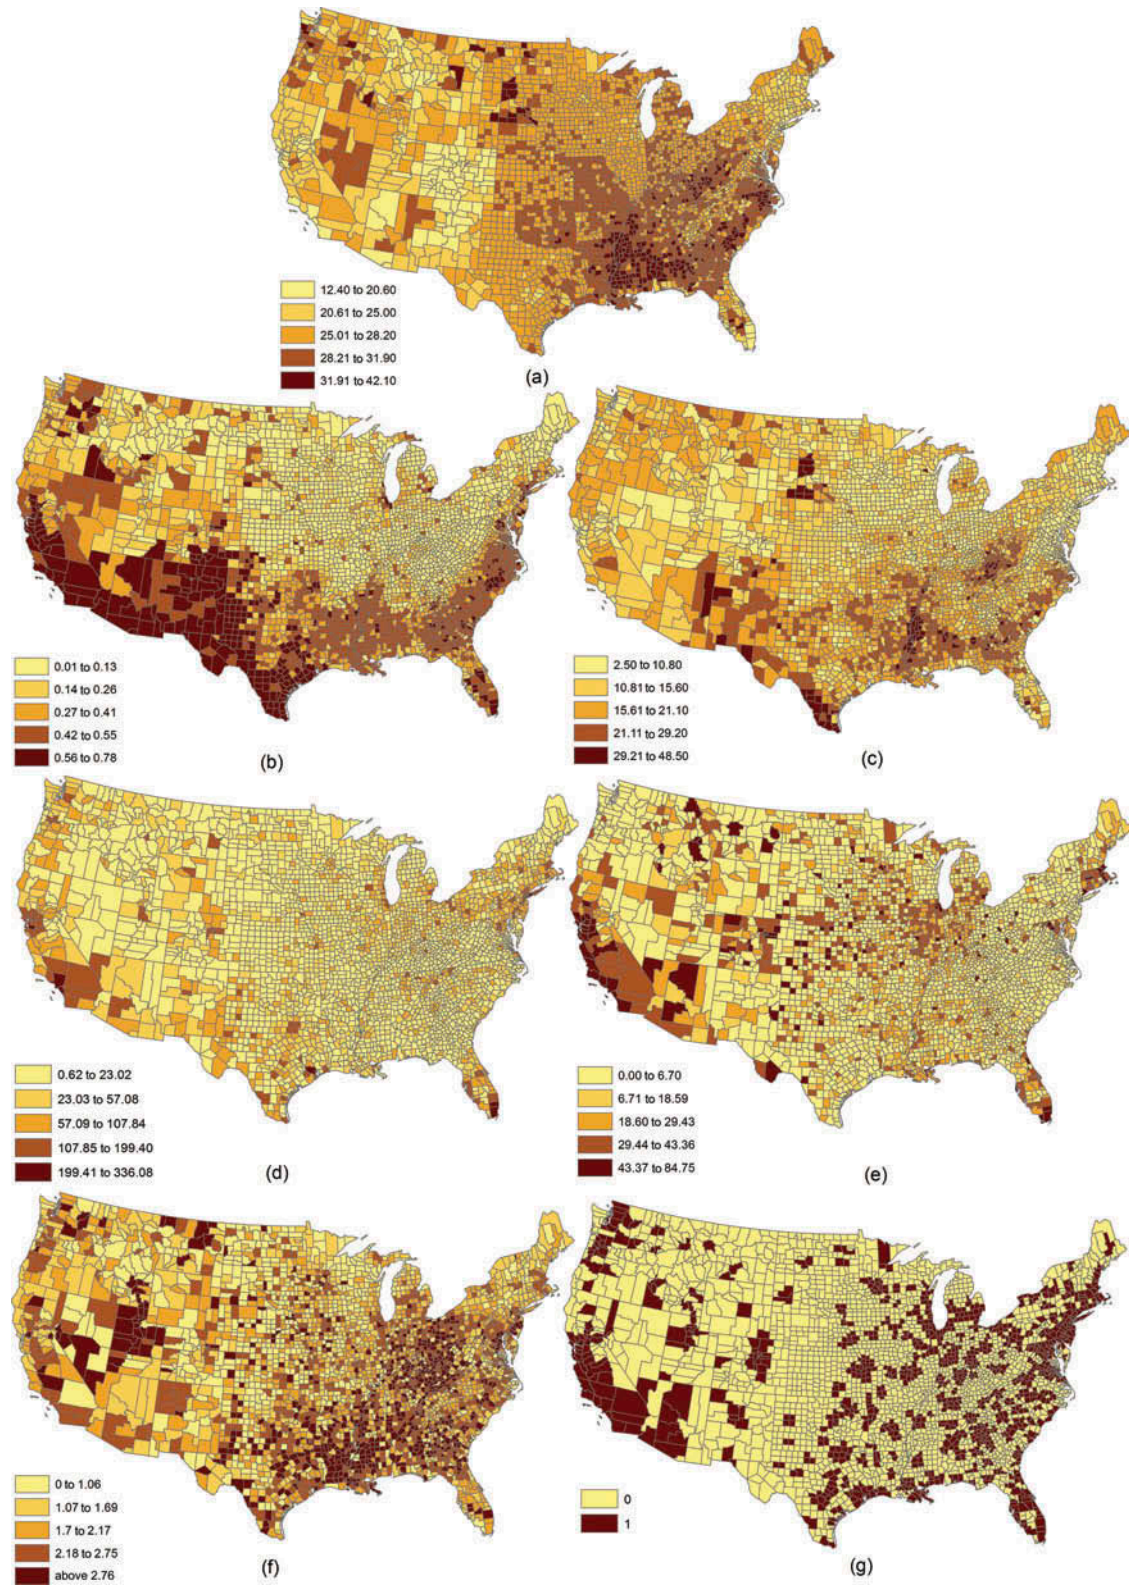 12.40 to 20.60
20.61 to 25.00
25.01 to 28.20
28.21 to 31.90
31.91 to 42.10
(a)
0.01 to 0.13
0.14 to 0.26
0.27 to 0.41
0.42 to 0.55
0.56 to 0.78
(b)
2.50 to 10.80
10.81 to 15.60
15.61 to 21.10
21.11 to 29.20
29.21 to 48.50
(c)
0.62 to 23.02
23.03 to 57.08
57.09 to 107.84
107.85 to 199.40
199.41 to 336.08
(d)
0.00 to 6.70
6.71 to 18.59
18.60 to 29.43
29.44 to 43.36
43.37 to 84.75
(e)
0 to 1.06
1.07 to 1.69
1.7 to 2.17
2.18 to 2.75
above 2.76
(f)
0
1
(g)